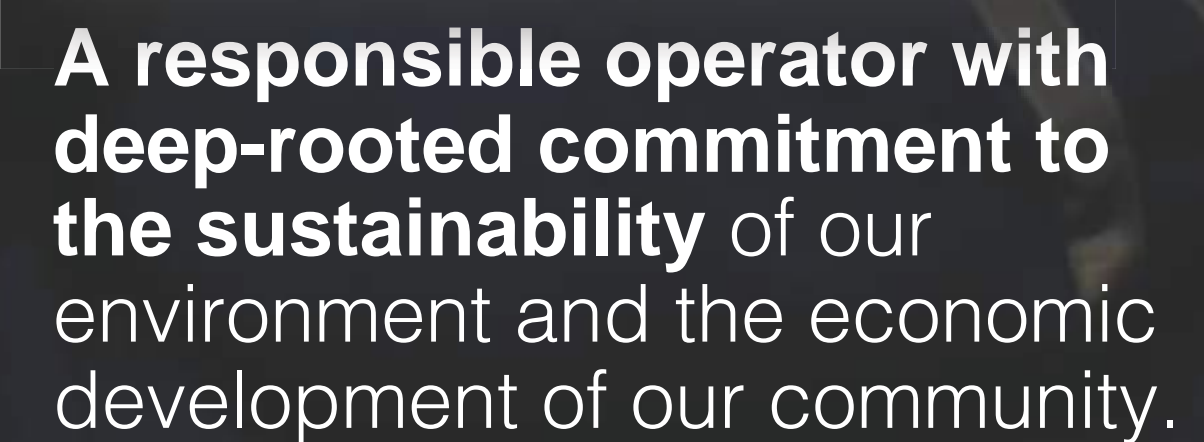 A responsible operator with
deep-rooted commitment to
the sustainability of our
environment and the economic
development of our community.